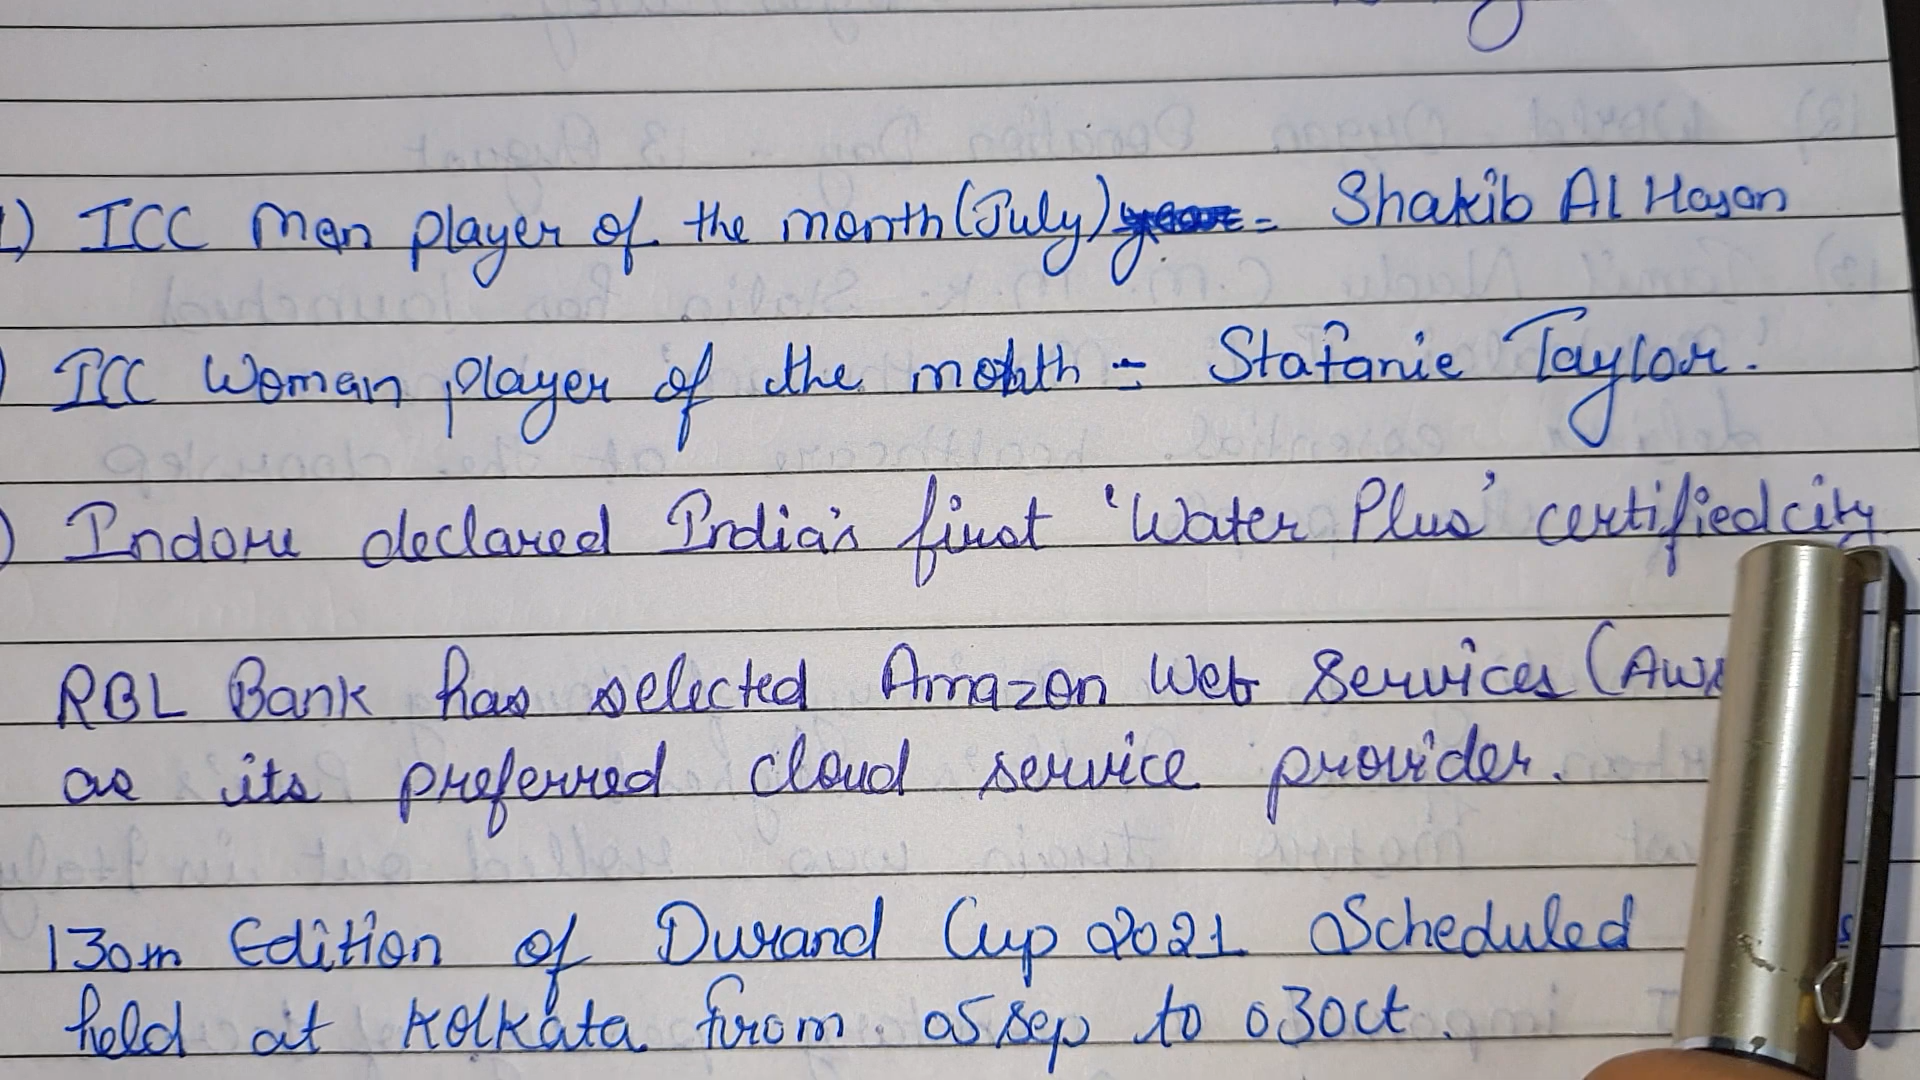 1) ICC Man player of the month (July) = Shakib Al Hasan
) ICC Woman player of the month = Stafanie Taylor.
) Indore declared India's first 'Water Plus' certified city
RBL Bank has selected Amazon Web Services (AWS
as its preferred cloud service provider.
130th Edition of Durand Cup 2021 Scheduled
held at Kolkata from 05 Sep to 03 Oct.